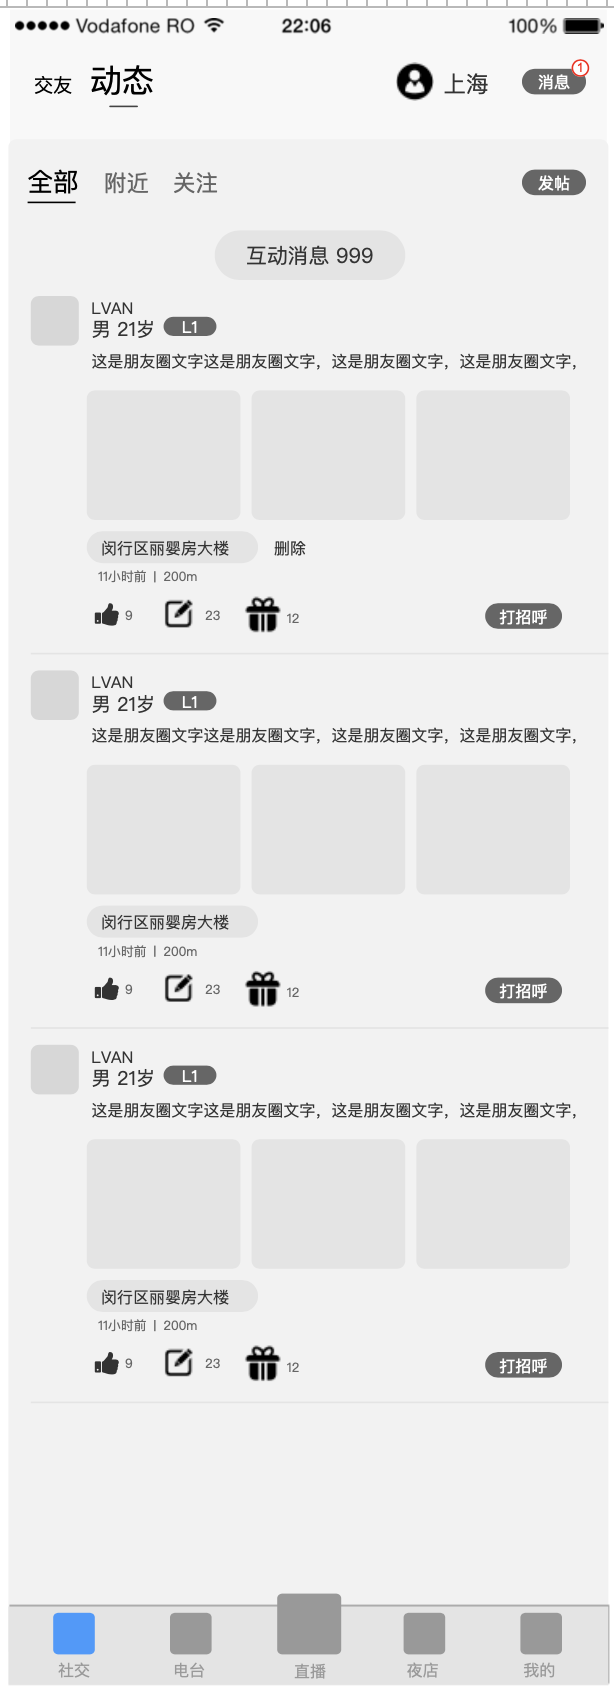 Vodafone RO 22:06 100%
交友 动态 上海 消息 1
全部 附近 关注 发帖
互动消息 999
LVAN
男 21岁 L1
这是朋友圈文字这是朋友圈文字，这是朋友圈文字，这是朋友圈文字，
闵行区丽婴房大楼 删除
11小时前 | 200m
9 23 12 打招呼
LVAN
男 21岁 L1
这是朋友圈文字这是朋友圈文字，这是朋友圈文字，这是朋友圈文字，
闵行区丽婴房大楼
11小时前 | 200m
9 23 12 打招呼
LVAN
男 21岁 L1
这是朋友圈文字这是朋友圈文字，这是朋友圈文字，这是朋友圈文字，
闵行区丽婴房大楼
11小时前 | 200m
9 23 12 打招呼
社交 电台 直播 夜店 我的